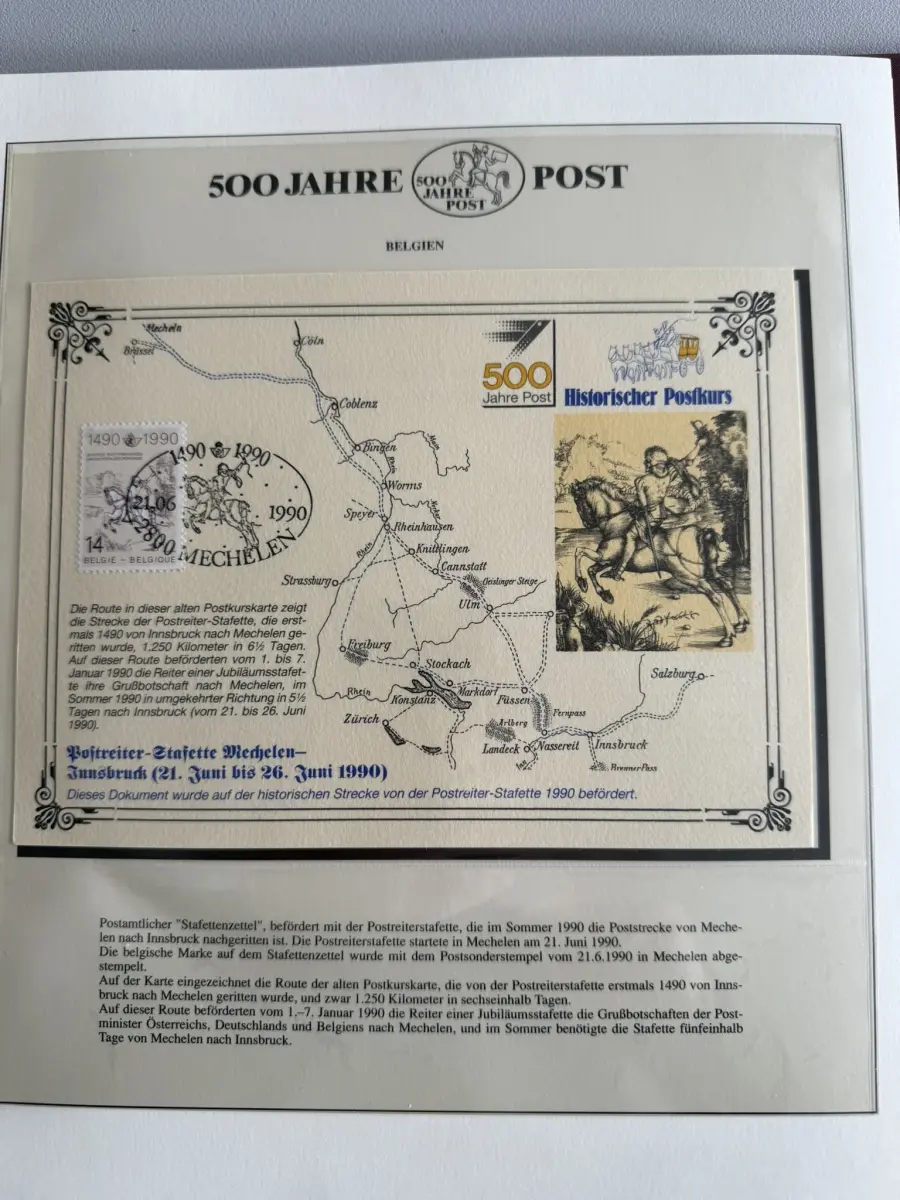 500 JAHRE
500
JAHRE
POST
POST
BELGIEN
Mecheln
Brüssel
Cöln
Coblenz
Bingen
Main
Rhein
Worms
Speyer
Rheinhausen
Rhein
Knittlingen
Cannstatt
Geislinger Steige
Strassburg
Ulm
Freiburg
Stockach
Rhein
Konstanz
Markdorf
Füssen
Salzburg
Zürich
Arlberg
Fernpass
Landeck
Nassereit
Innsbruck
Inn
Brenner Pass
500
Jahre Post
Historischer Postkurs
1490 1990
14
BELGIE - BELGIQUE
1490 1990
21-06
1990
2800 MECHELEN
Die Route in dieser alten Postkurskarte zeigt
die Strecke der Postreiter-Stafette, die erst-
mals 1490 von Innsbruck nach Mechelen ge-
ritten wurde, 1.250 Kilometer in 6½ Tagen.
Auf dieser Route beförderten vom 1. bis 7.
Januar 1990 die Reiter einer Jubiläumsstafet-
te ihre Grußbotschaft nach Mechelen, im
Sommer 1990 in umgekehrter Richtung in 5½
Tagen nach Innsbruck (vom 21. bis 26. Juni
1990).
Postreiter-Stafette Mechelen–
Innsbruck (21. Juni bis 26. Juni 1990)
Dieses Dokument wurde auf der historischen Strecke von der Postreiter-Stafette 1990 befördert.
Postamtlicher "Stafettenzettel", befördert mit der Postreiterstafette, die im Sommer 1990 die Poststrecke von Meche-
len nach Innsbruck nachgeritten ist. Die Postreiterstafette startete in Mechelen am 21. Juni 1990.
Die belgische Marke auf dem Stafettenzettel wurde mit dem Postsonderstempel vom 21.6.1990 in Mechelen abge-
stempelt.
Auf der Karte eingezeichnet die Route der alten Postkurskarte, die von der Postreiterstafette erstmals 1490 von Inns-
bruck nach Mechelen geritten wurde, und zwar 1.250 Kilometer in sechseinhalb Tagen.
Auf dieser Route beförderten vom 1.–7. Januar 1990 die Reiter einer Jubiläumsstafette die Grußbotschaften der Post-
minister Österreichs, Deutschlands und Belgiens nach Mechelen, und im Sommer benötigte die Stafette fünfeinhalb
Tage von Mechelen nach Innsbruck.